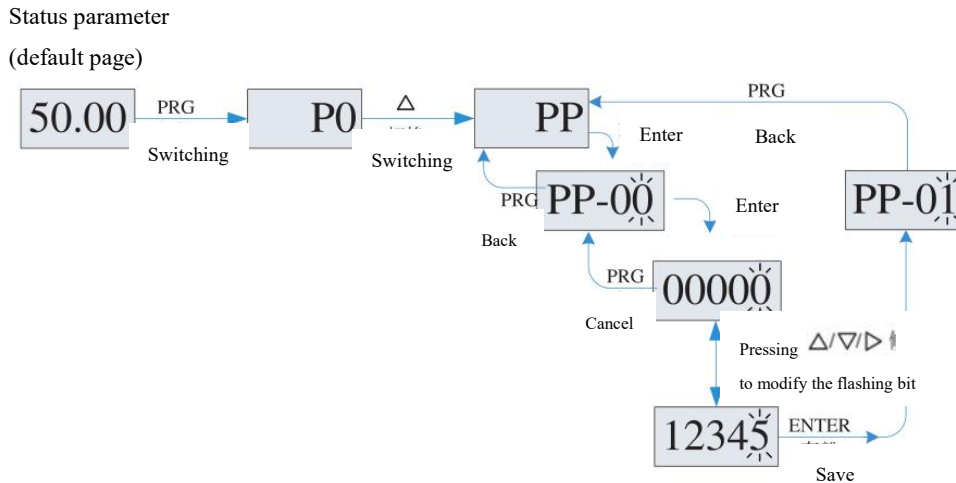 Status parameter
(default page)
50.00
PRG
Switching
P0
△
Switching
PP
PRG
Back
Enter
PRG
Back
PP-00
Enter
PP-01
PRG
Cancel
00000
Pressing △/▽/▷
to modify the flashing bit
12345
ENTER
Save